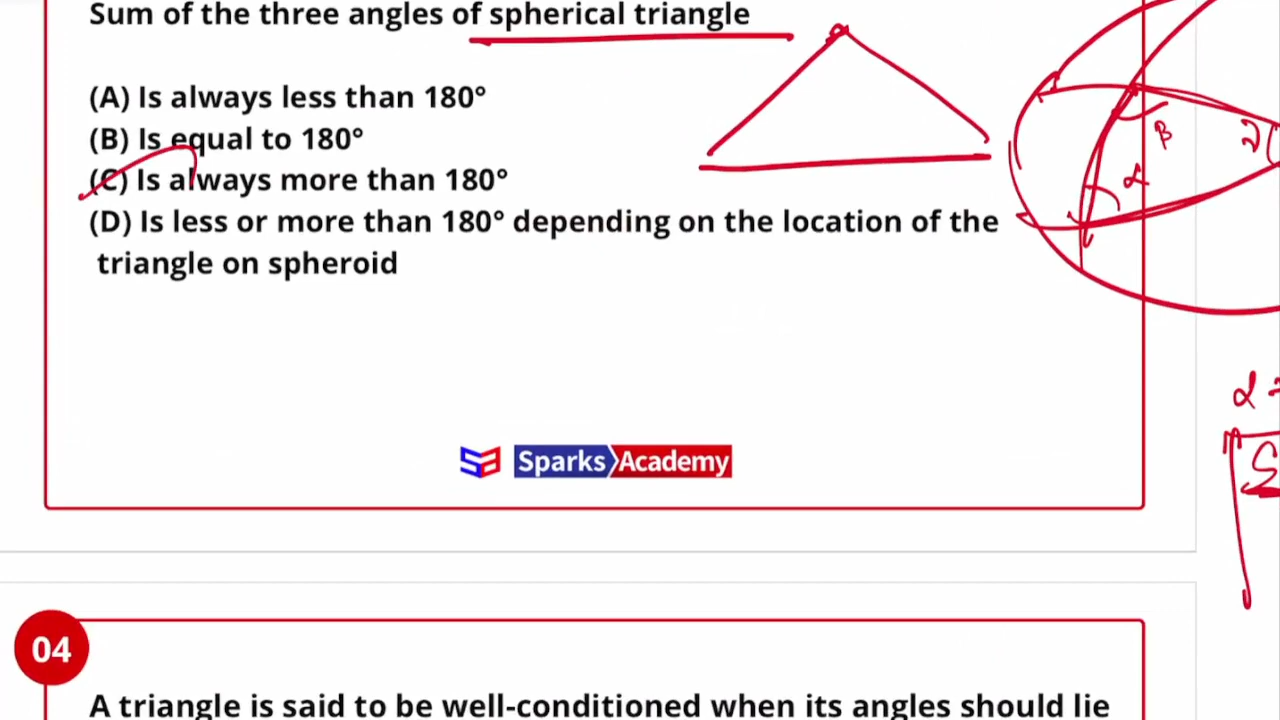 Sum of the three angles of spherical triangle
(A) Is always less than 180°
(B) Is equal to 180°
(C) Is always more than 180°
(D) Is less or more than 180° depending on the location of the
triangle on spheroid
β
α
Sparks Academy
04
A triangle is said to be well-conditioned when its angles should lie